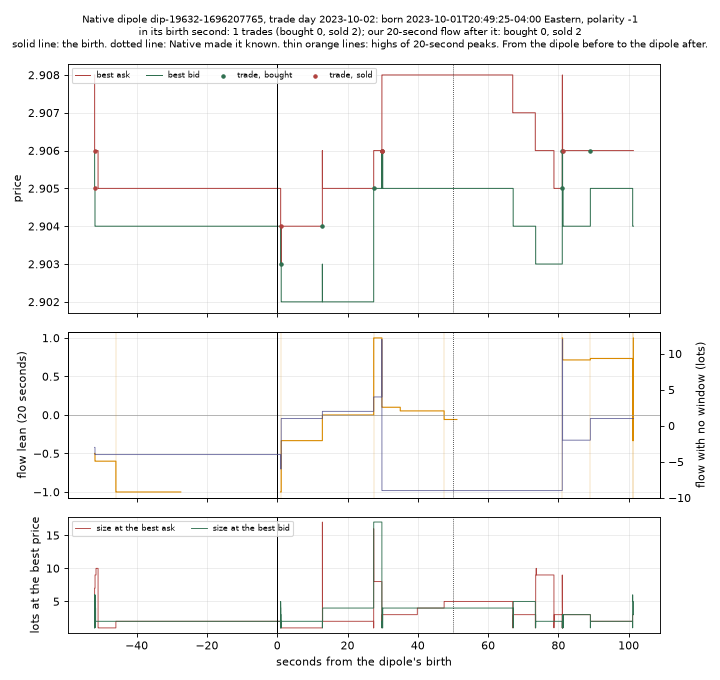 Native dipole dip-19632-1696207765, trade day 2023-10-02: born 2023-10-01T20:49:25-04:00 Eastern, polarity -1
in its birth second: 1 trades (bought 0, sold 2); our 20-second flow after it: bought 0, sold 2
solid line: the birth. dotted line: Native made it known. thin orange lines: highs of 20-second peaks. From the dipole before to the dipole after.
best ask
best bid
trade, bought
trade, sold
2.908
2.907
2.906
2.905
2.904
2.903
2.902
price
1.0
0.5
0.0
−0.5
−1.0
flow lean (20 seconds)
10
5
0
−5
−10
flow with no window (lots)
size at the best ask
size at the best bid
15
10
5
lots at the best price
−40
−20
0
20
40
60
80
100
seconds from the dipole's birth